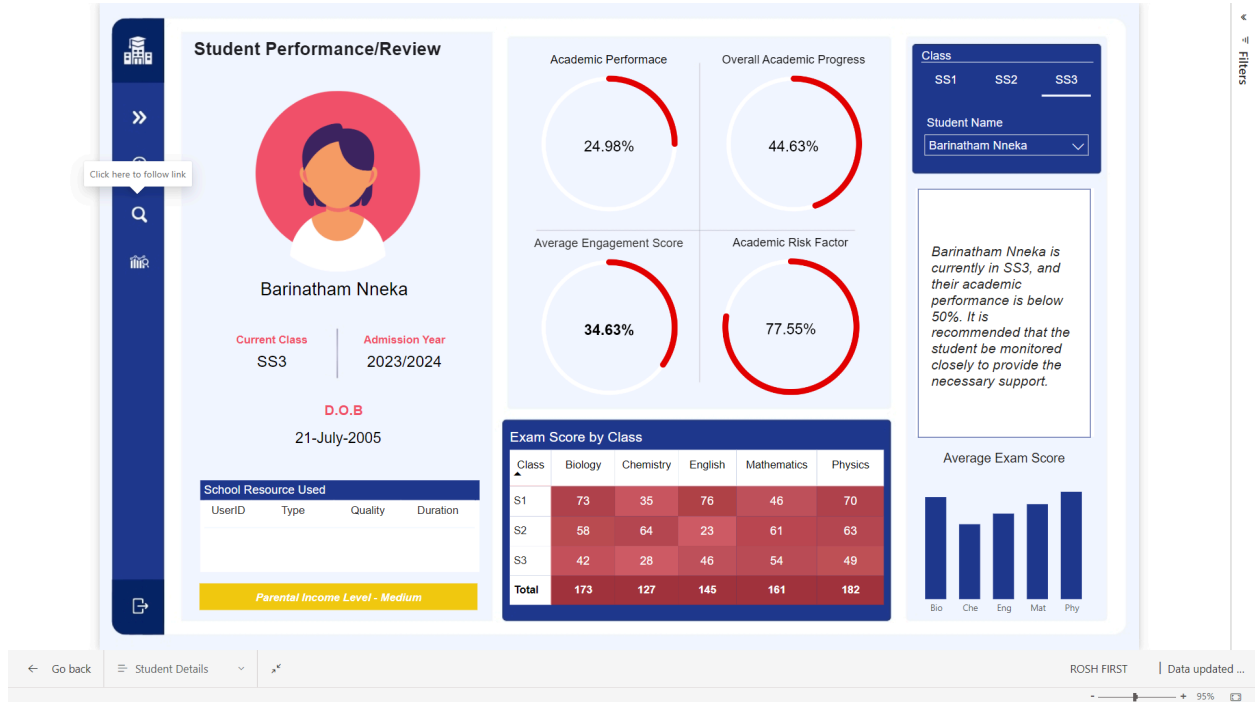 Student Performance/Review
Click here to follow link
Barinatham Nneka
Current Class
SS3
Admission Year
2023/2024
D.O.B
21-July-2005
School Resource Used
UserID Type Quality Duration
Parental Income Level - Medium
Academic Performace
24.98%
Overall Academic Progress
44.63%
Average Engagement Score
34.63%
Academic Risk Factor
77.55%
Exam Score by Class
Class Biology Chemistry English Mathematics Physics
S1 73 35 76 46 70
S2 58 64 23 61 63
S3 42 28 46 54 49
Total 173 127 145 161 182
Class
SS1 SS2 SS3
Student Name
Barinatham Nneka
Barinatham Nneka is
currently in SS3, and
their academic
performance is below
50%. It is
recommended that the
student be monitored
closely to provide the
necessary support.
Average Exam Score
Bio Che Eng Mat Phy
Filters
Go back
Student Details
ROSH FIRST
Data updated ...
- + 95%